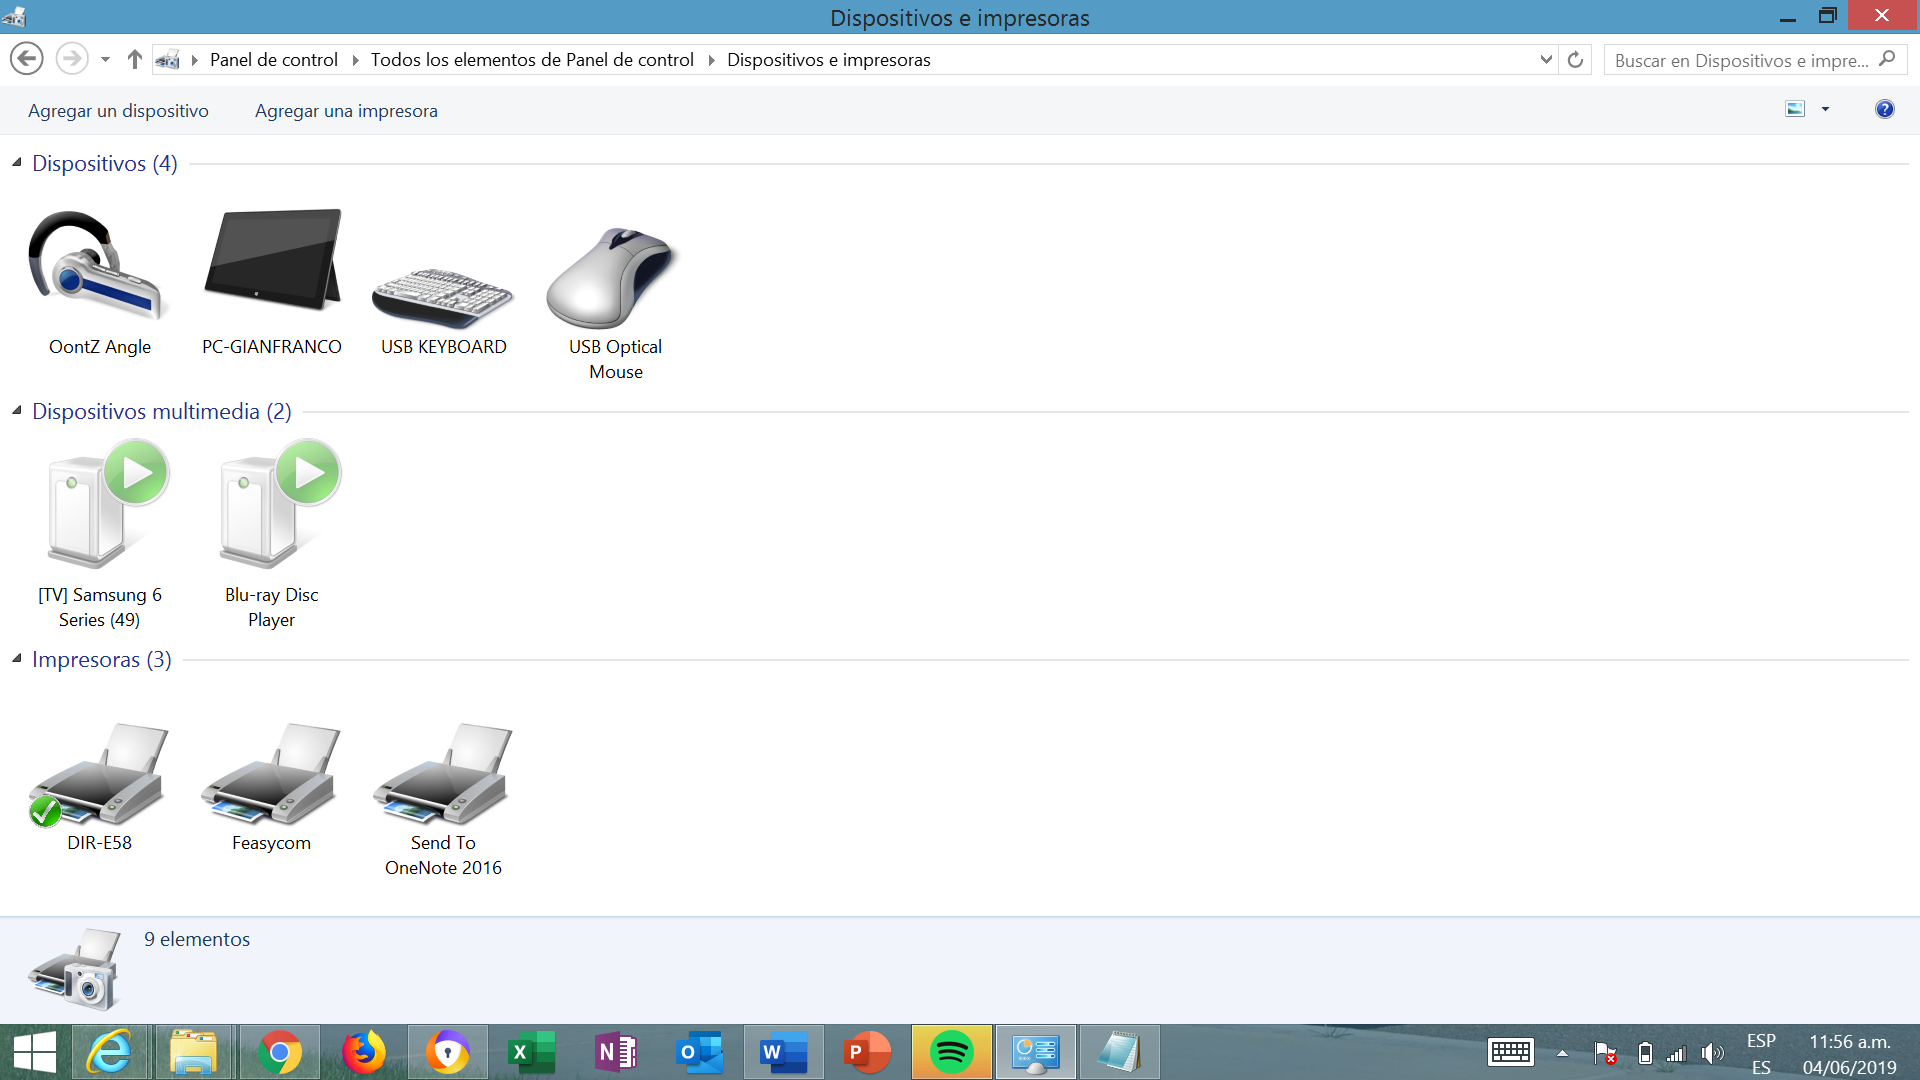 Dispositivos e impresoras
Panel de control
Todos los elementos de Panel de control
Dispositivos e impresoras
Buscar en Dispositivos e impre...
Agregar un dispositivo
Agregar una impresora
Dispositivos (4)
OontZ Angle
PC-GIANFRANCO
USB KEYBOARD
USB Optical
Mouse
Dispositivos multimedia (2)
[TV] Samsung 6
Series (49)
Blu-ray Disc
Player
Impresoras (3)
DIR-E58
Feasycom
Send To
OneNote 2016
9 elementos
ESP
ES
11:56 a.m.
04/06/2019